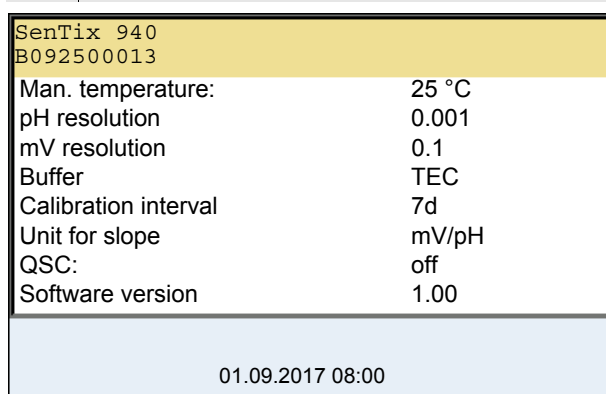 SenTix 940
B092500013
Man. temperature: 25 °C
pH resolution 0.001
mV resolution 0.1
Buffer TEC
Calibration interval 7d
Unit for slope mV/pH
QSC: off
Software version 1.00
01.09.2017 08:00